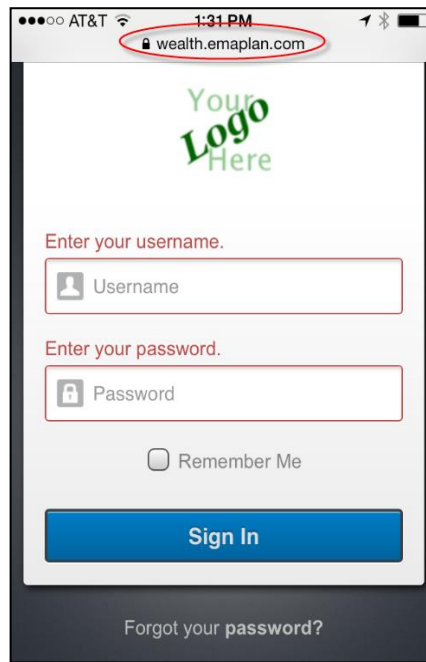 AT&T 1:31 PM
wealth.emaplan.com
Your
Logo
Here
Enter your username.
Username
Enter your password.
Password
Remember Me
Sign In
Forgot your password?